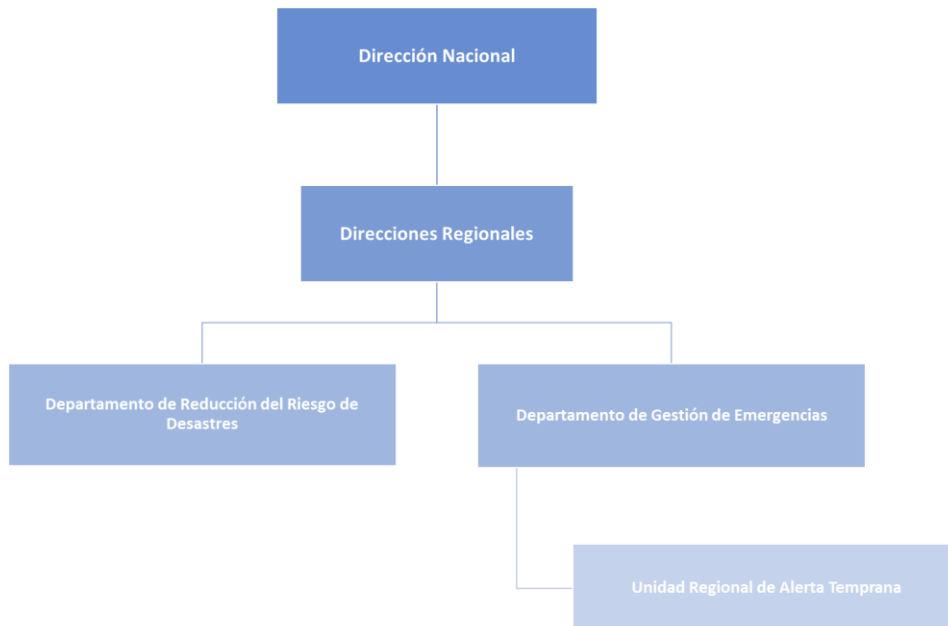 Dirección Nacional
Direcciones Regionales
Departamento de Reducción del Riesgo de
Desastres
Departamento de Gestión de Emergencias
Unidad Regional de Alerta Temprana